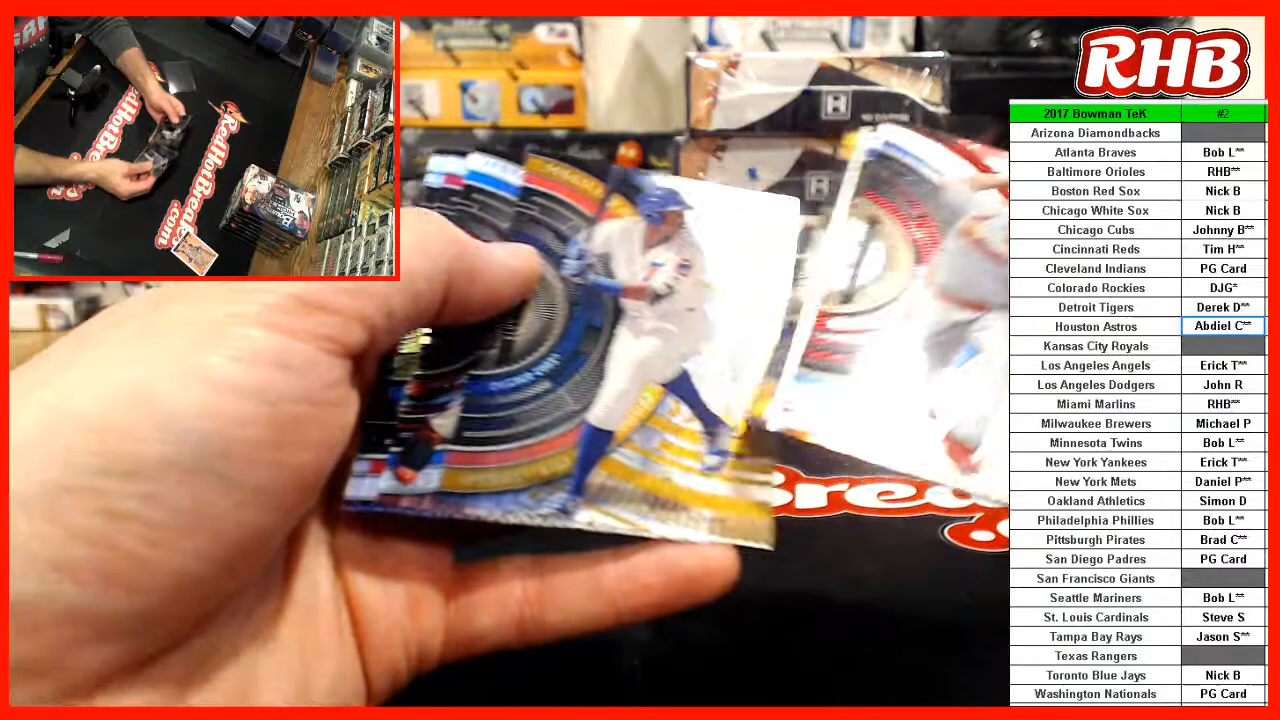 RHB
2017 Bowman TeK #2
Arizona Diamondbacks
Atlanta Braves Bob L**
Baltimore Orioles RHB**
Boston Red Sox Nick B
Chicago White Sox Nick B
Chicago Cubs Johnny B**
Cincinnati Reds Tim H**
Cleveland Indians PG Card
Colorado Rockies DJG*
Detroit Tigers Derek D**
Houston Astros Abdiel C**
Kansas City Royals
Los Angeles Angels Erick T**
Los Angeles Dodgers John R
Miami Marlins RHB**
Milwaukee Brewers Michael P
Minnesota Twins Bob L**
New York Yankees Erick T**
New York Mets Daniel P**
Oakland Athletics Simon D
Philadelphia Phillies Bob L**
Pittsburgh Pirates Brad C**
San Diego Padres PG Card
San Francisco Giants
Seattle Mariners Bob L**
St. Louis Cardinals Steve S
Tampa Bay Rays Jason S**
Texas Rangers
Toronto Blue Jays Nick B
Washington Nationals PG Card